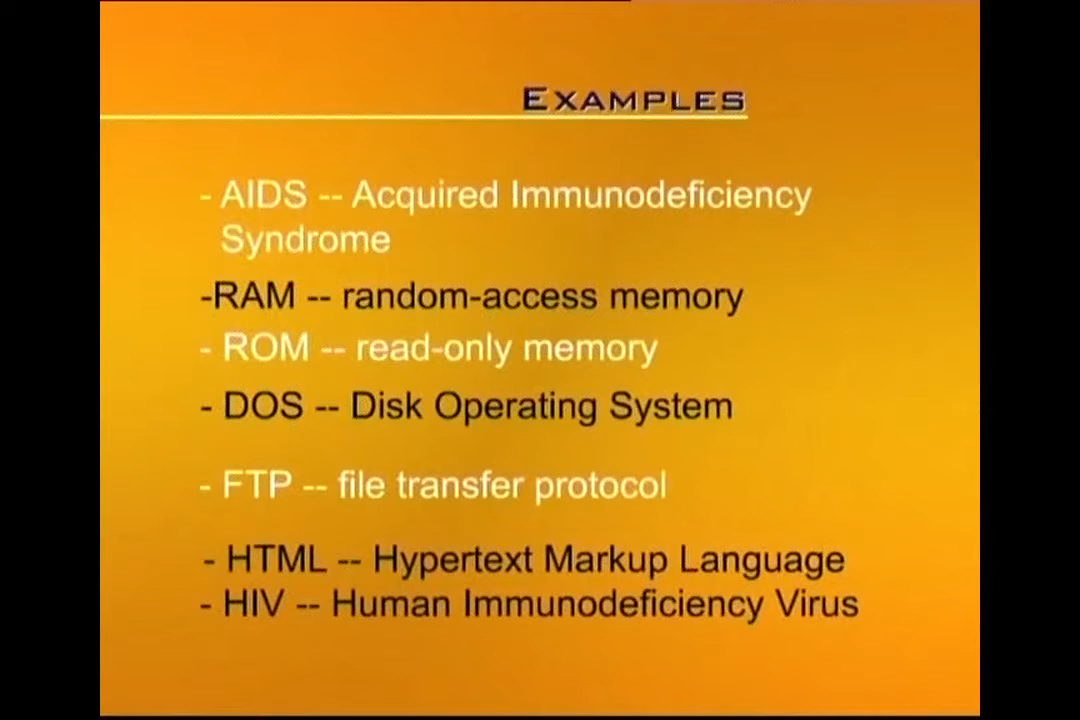 EXAMPLES
- AIDS -- Acquired Immunodeficiency
Syndrome
-RAM -- random-access memory
- ROM -- read-only memory
- DOS -- Disk Operating System
- FTP -- file transfer protocol
- HTML -- Hypertext Markup Language
- HIV -- Human Immunodeficiency Virus